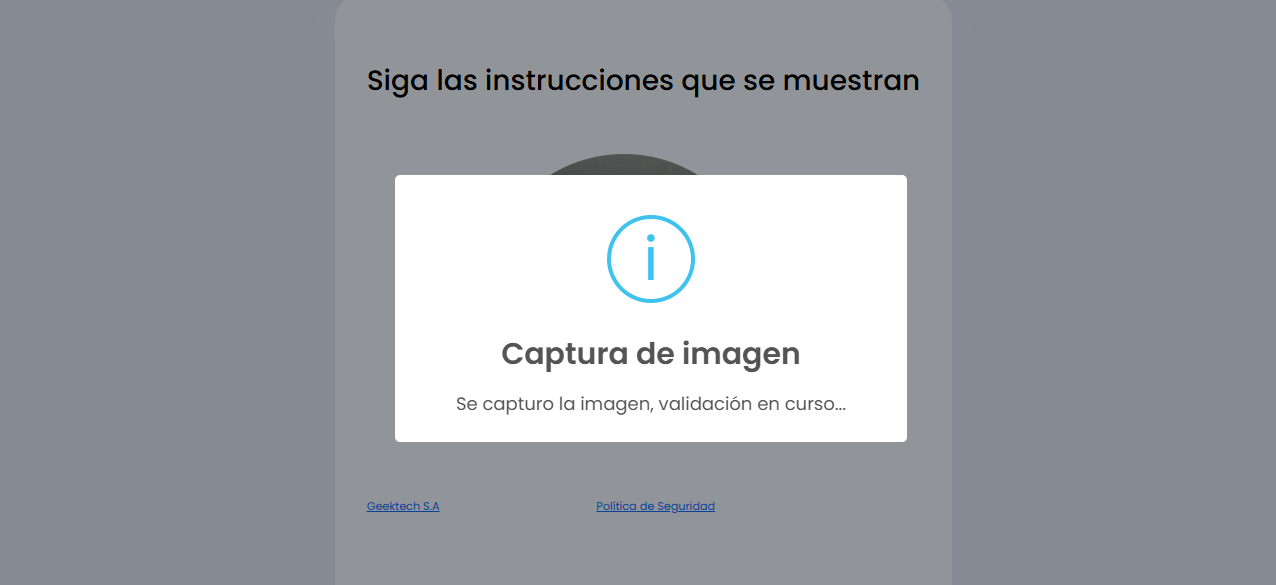 Siga las instrucciones que se muestran
i
Captura de imagen
Se capturo la imagen, validación en curso...
Geektech S.A
Política de Seguridad